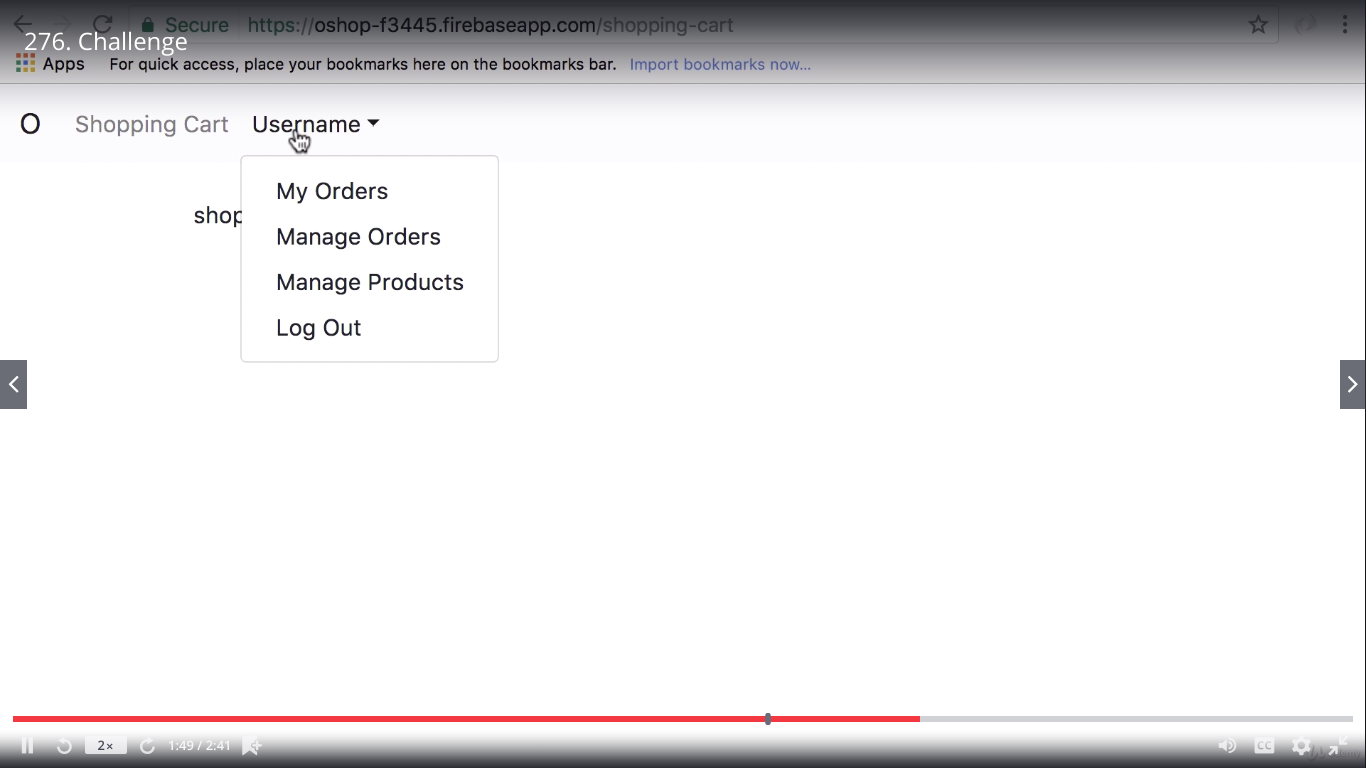 Secure https://oshop-f3445.firebaseapp.com/shopping-cart
276. Challenge
Apps For quick access, place your bookmarks here on the bookmarks bar. Import bookmarks now...
O Shopping Cart Username
My Orders
shop
Manage Orders
Manage Products
Log Out
2x 1:49 / 2:41 CC